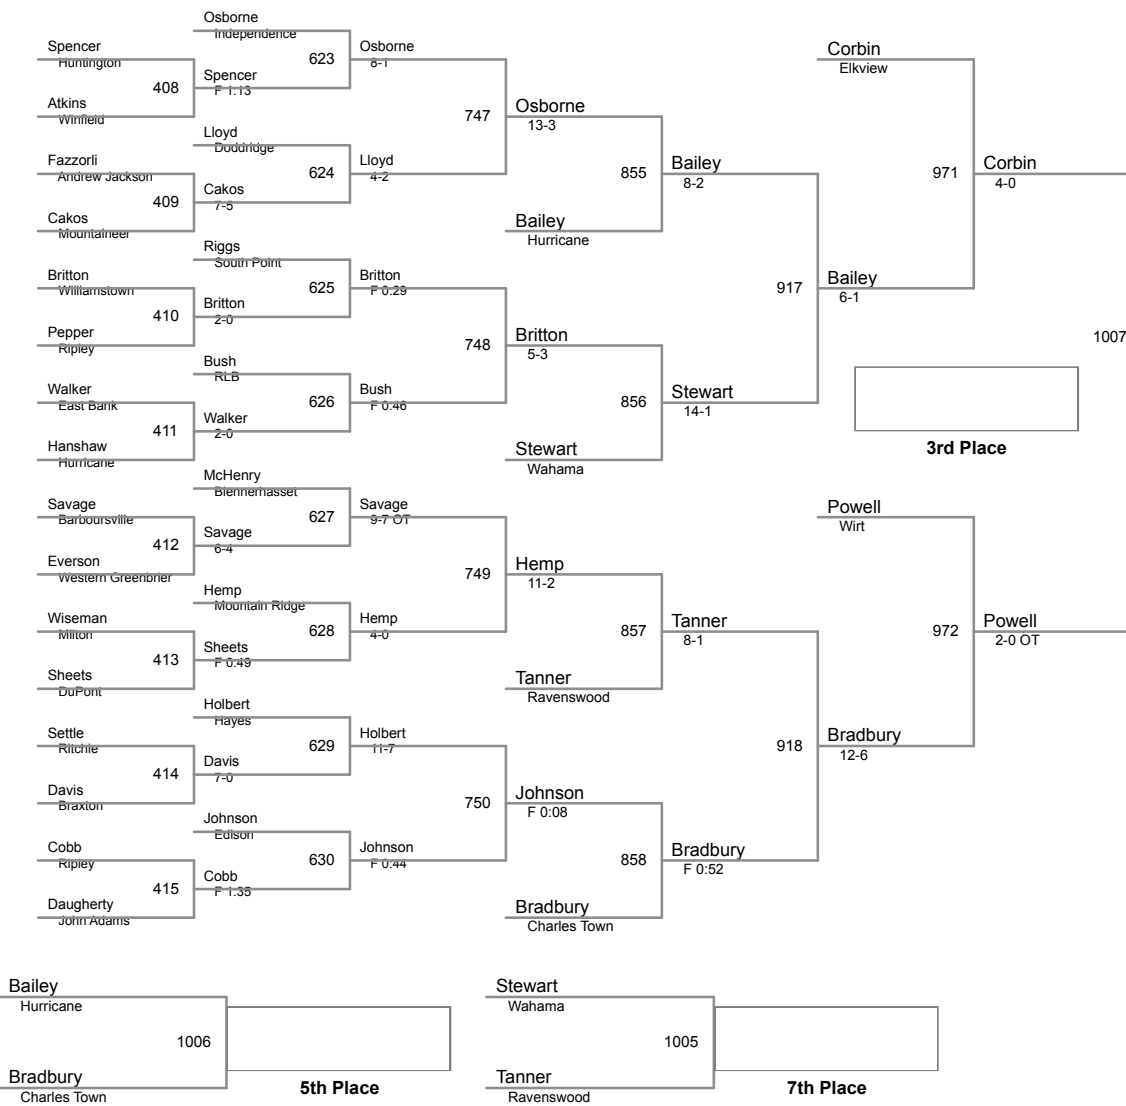 Osborne
Independence
Spencer
Huntington
623
Osborne
8-1
408
Spencer
F 1:13
Atkins
Winfield
747
Osborne
13-3
Lloyd
Doddridge
Fazzorli
Andrew Jackson
624
Lloyd
4-2
409
Cakos
7-5
Cakos
Mountaineer
855
Bailey
8-2
Bailey
Hurricane
Riggs
South Point
Britton
Williamstown
625
Britton
F 0:29
410
Britton
2-0
Pepper
Ripley
748
Britton
5-3
Bush
RLB
Walker
East Bank
626
Bush
F 0:46
411
Walker
2-0
Hanshaw
Hurricane
856
Stewart
14-1
Stewart
Wahama
917
Bailey
6-1
Corbin
Elkview
971
Corbin
4-0
1007
3rd Place
McHenry
Blennerhasset
Savage
Barboursville
627
Savage
9-7 OT
412
Savage
6-4
Everson
Western Greenbrier
749
Hemp
11-2
Hemp
Mountain Ridge
Wiseman
Milton
628
Hemp
4-0
413
Sheets
F 0:49
Sheets
DuPont
857
Tanner
8-1
Tanner
Ravenswood
Holbert
Hayes
Settle
Ritchie
629
Holbert
11-7
414
Davis
7-0
Davis
Braxton
750
Johnson
F 0:08
Johnson
Edison
Cobb
Ripley
630
Johnson
F 0:44
415
Cobb
F 1:35
Daugherty
John Adams
858
Bradbury
F 0:52
Bradbury
Charles Town
918
Bradbury
12-6
Powell
Wirt
972
Powell
2-0 OT
Bailey
Hurricane
1006
Bradbury
Charles Town
5th Place
Stewart
Wahama
1005
Tanner
Ravenswood
7th Place